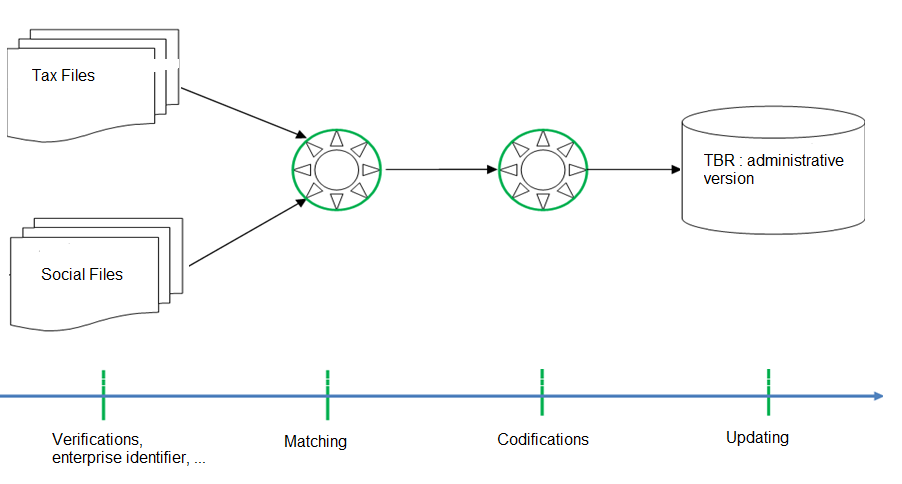 Tax Files
TBR : administrative
version
Social Files
Verifications,
enterprise identifier, ...
Matching
Codifications
Updating